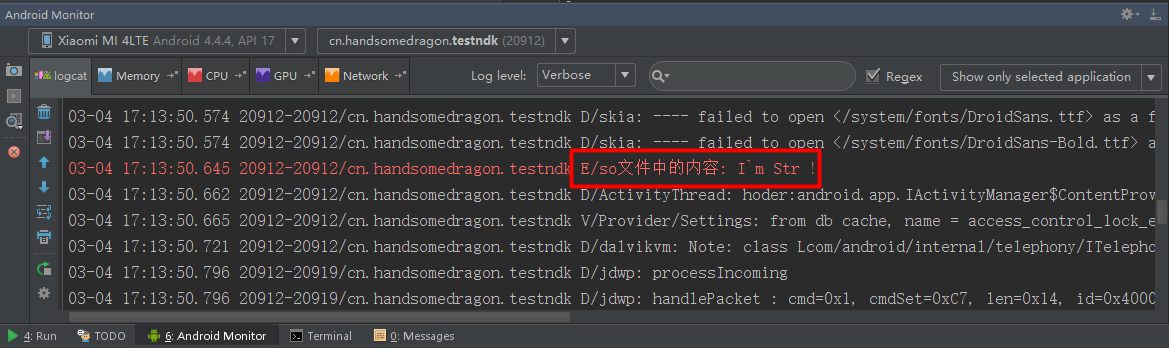 Android Monitor
Xiaomi MI 4LTE Android 4.4.4, API 17 cn.handsomedragon.testndk (20912)
logcat Memory CPU GPU Network Log level: Verbose Regex Show only selected application
03-04 17:13:50.574 20912-20912/cn.handsomedragon.testndk D/skia: ---- failed to open </system/fonts/DroidSans.ttf> as a f
03-04 17:13:50.574 20912-20912/cn.handsomedragon.testndk D/skia: ---- failed to open </system/fonts/DroidSans-Bold.ttf> a
03-04 17:13:50.645 20912-20912/cn.handsomedragon.testndk E/so文件中的内容: I`m Str !
03-04 17:13:50.665 20912-20912/cn.handsomedragon.testndk D/ActivityThread: hoder:android.app.IActivityManager$ContentProv
03-04 17:13:50.665 20912-20912/cn.handsomedragon.testndk V/Provider/Settings: from db cache, name = access_control_lock_e
03-04 17:13:50.721 20912-20912/cn.handsomedragon.testndk D/dalvikvm: Note: class Lcom/android/internal/telephony/ITelepho
03-04 17:13:50.796 20912-20919/cn.handsomedragon.testndk D/jdwp: processIncoming
03-04 17:13:50.796 20912-20919/cn.handsomedragon.testndk D/jdwp: handlePacket : cmd=0x1, cmdSet=0xC7, len=0x14, id=0x4000
4: Run TODO 6: Android Monitor Terminal 0: Messages